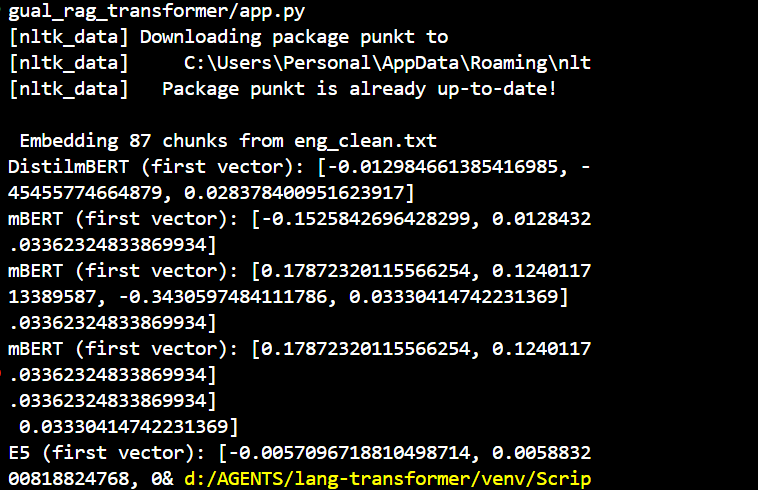 gual_rag_transformer/app.py
[nltk_data] Downloading package punkt to
[nltk_data]     C:\Users\Personal\AppData\Roaming\nlt
[nltk_data]   Package punkt is already up-to-date!
 Embedding 87 chunks from eng_clean.txt
DistilmBERT (first vector): [-0.012984661385416985, -
45455774664879, 0.028378400951623917]
mBERT (first vector): [-0.1525842696428299, 0.0128432
.03362324833869934]
mBERT (first vector): [0.17872320115566254, 0.1240117
13389587, -0.3430597484111786, 0.03330414742231369]
.03362324833869934]
mBERT (first vector): [0.17872320115566254, 0.1240117
.03362324833869934]
.03362324833869934]
 0.03330414742231369]
E5 (first vector): [-0.0057096718810498714, 0.0058832
00818824768, 0& d:/AGENTS/lang-transformer/venv/Scrip